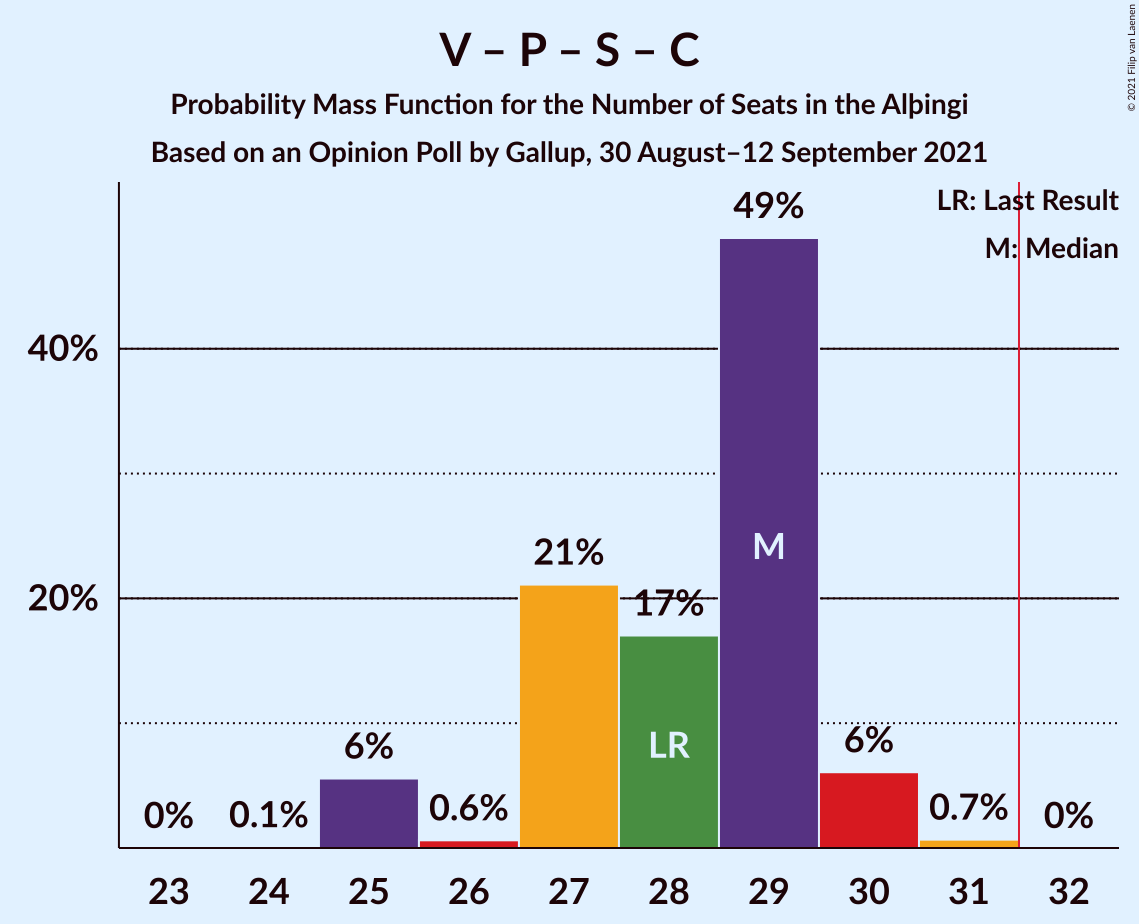 V – P – S – C
Probability Mass Function for the Number of Seats in the Alþingi
Based on an Opinion Poll by Gallup, 30 August–12 September 2021
© 2021 Filip van Laenen
LR: Last Result
M: Median
40%
20%
0%
0.1%
6%
0.6%
21%
17%
49%
6%
0.7%
0%
LR
M
23 24 25 26 27 28 29 30 31 32